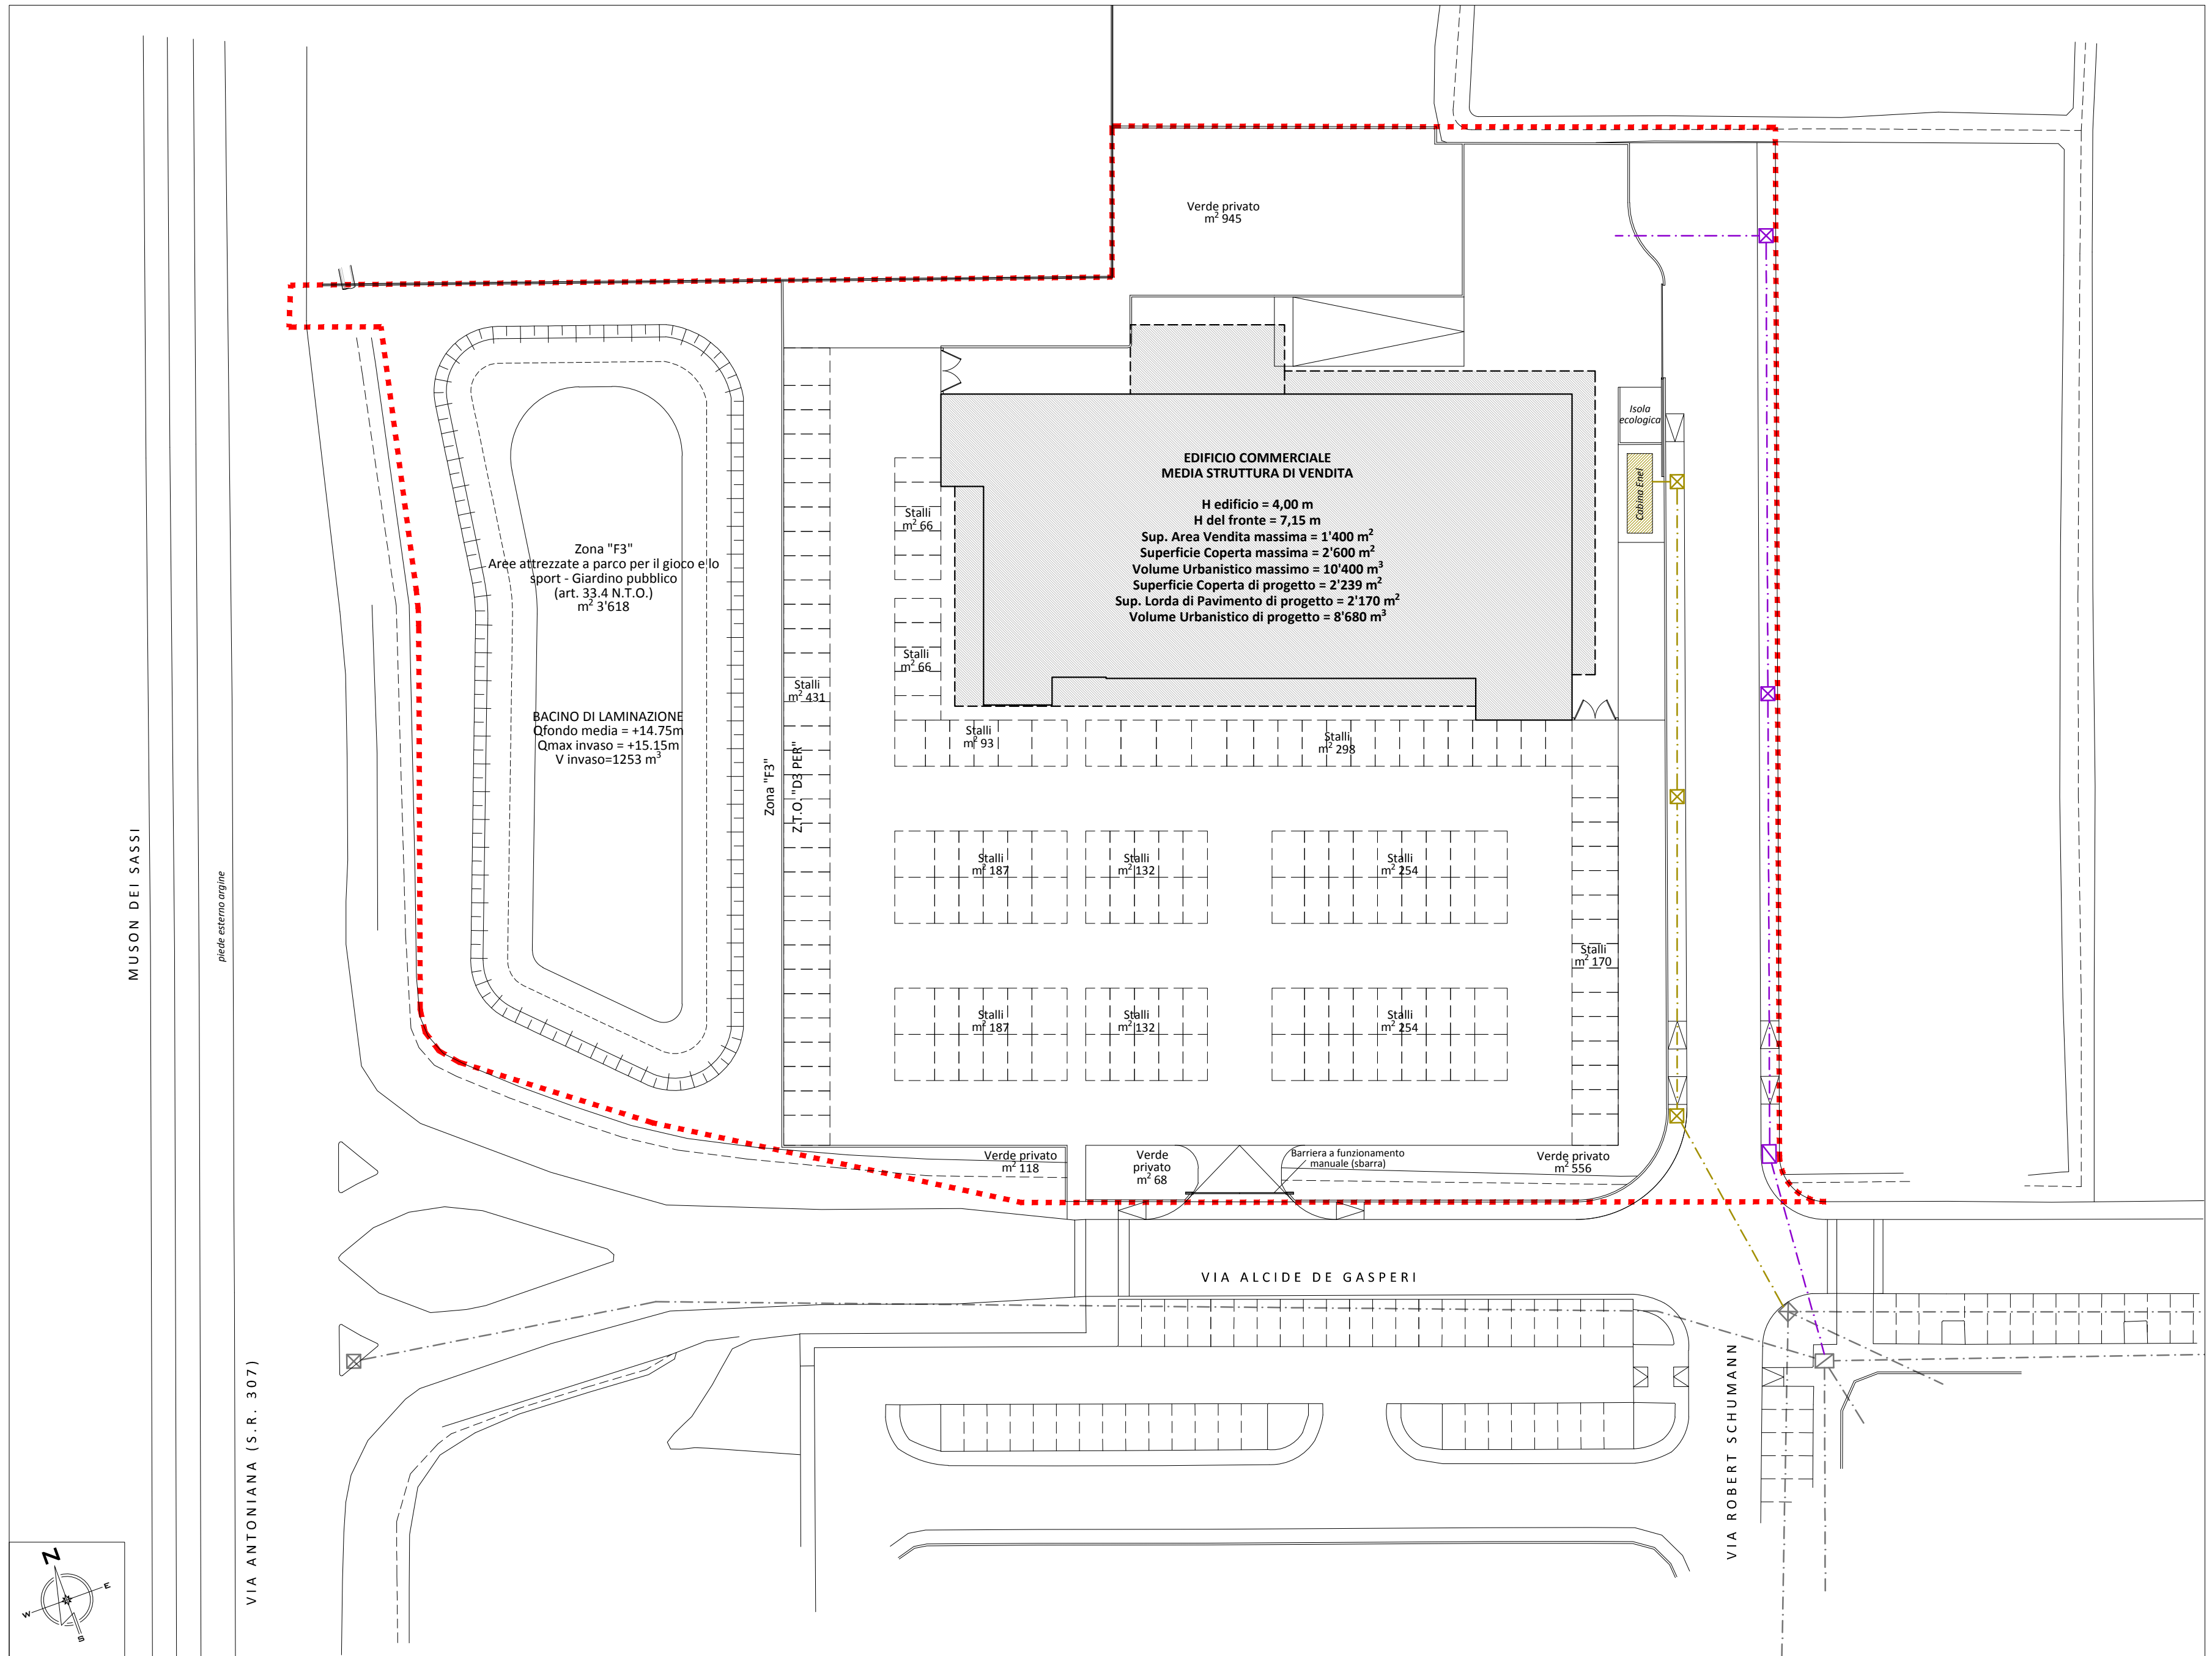 Verde privato
m² 945
Isola
ecologica
Cabina Enel
EDIFICIO COMMERCIALE
MEDIA STRUTTURA DI VENDITA
H edificio = 4,00 m
H del fronte = 7,15 m
Sup. Area Vendita massima = 1'400 m²
Superficie Coperta massima = 2'600 m²
Volume Urbanistico massimo = 10'400 m³
Superficie Coperta di progetto = 2'239 m²
Sup. Lorda di Pavimento di progetto = 2'170 m²
Volume Urbanistico di progetto = 8'680 m³
Zona "F3"
Aree attrezzate a parco per il gioco e lo
sport - Giardino pubblico
(art. 33.4 N.T.O.)
m² 3'618
BACINO DI LAMINAZIONE
Qfondo media = +14.75m
Qmax invaso = +15.15m
V invaso=1253 m³
Stalli
m² 66
Stalli
m² 66
Stalli
m² 431
Stalli
m² 93
Stalli
m² 298
Zona "F3"
Z.T.O. "D3 PER"
Stalli
m² 187
Stalli
m² 132
Stalli
m² 254
Stalli
m² 170
Stalli
m² 187
Stalli
m² 132
Stalli
m² 254
MUSON DEI SASSI
piede esterno argine
Verde privato
m² 118
Verde
privato
m² 68
Barriera a funzionamento
manuale (sbarra)
Verde privato
m² 556
VIA ALCIDE DE GASPERI
VIA ANTONIANA (S.R. 307)
VIA ROBERT SCHUMANN
N
E
W
S